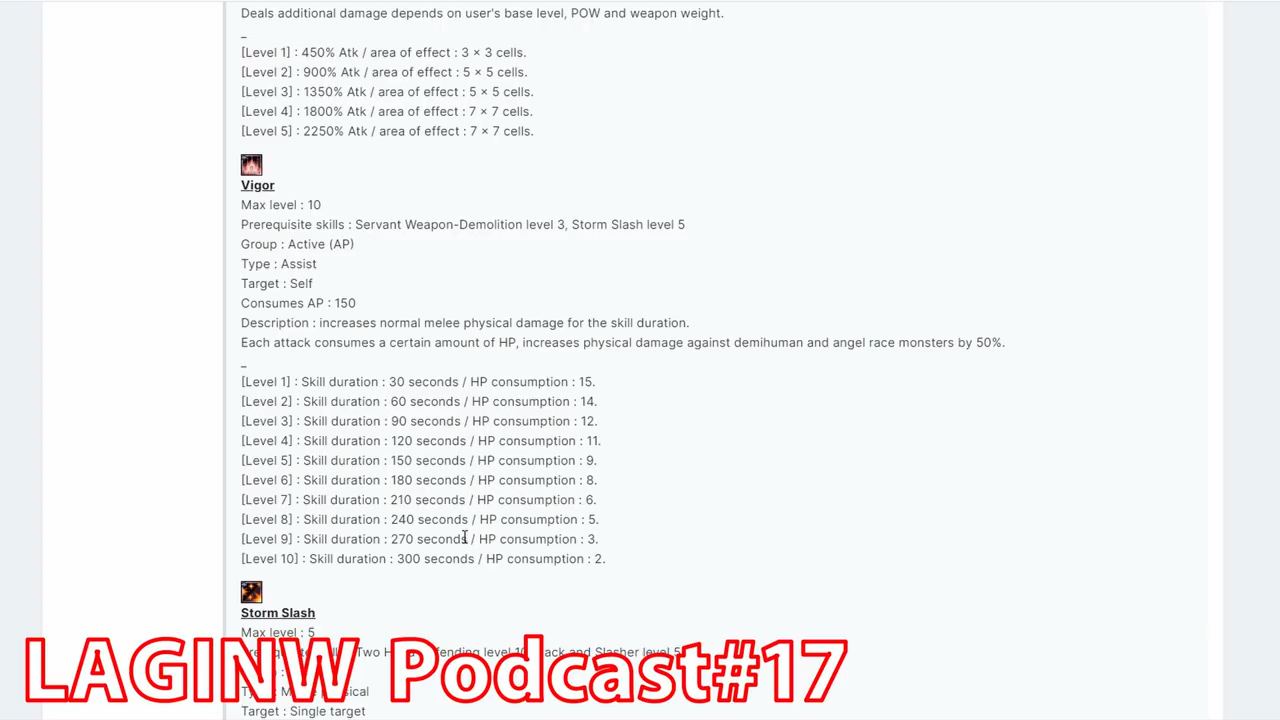 Deals additional damage depends on user's base level, POW and weapon weight.
_
[Level 1] : 450% Atk / area of effect : 3 × 3 cells.
[Level 2] : 900% Atk / area of effect : 5 × 5 cells.
[Level 3] : 1350% Atk / area of effect : 5 × 5 cells.
[Level 4] : 1800% Atk / area of effect : 7 × 7 cells.
[Level 5] : 2250% Atk / area of effect : 7 × 7 cells.
Vigor
Max level : 10
Prerequisite skills : Servant Weapon-Demolition level 3, Storm Slash level 5
Group : Active (AP)
Type : Assist
Target : Self
Consumes AP : 150
Description : increases normal melee physical damage for the skill duration.
Each attack consumes a certain amount of HP, increases physical damage against demihuman and angel race monsters by 50%.
_
[Level 1] : Skill duration : 30 seconds / HP consumption : 15.
[Level 2] : Skill duration : 60 seconds / HP consumption : 14.
[Level 3] : Skill duration : 90 seconds / HP consumption : 12.
[Level 4] : Skill duration : 120 seconds / HP consumption : 11.
[Level 5] : Skill duration : 150 seconds / HP consumption : 9.
[Level 6] : Skill duration : 180 seconds / HP consumption : 8.
[Level 7] : Skill duration : 210 seconds / HP consumption : 6.
[Level 8] : Skill duration : 240 seconds / HP consumption : 5.
[Level 9] : Skill duration : 270 seconds / HP consumption : 3.
[Level 10] : Skill duration : 300 seconds / HP consumption : 2.
Storm Slash
Max level : 5
Two level 10, and Slasher level 5
LAGINW Podcast#17
Target : Single target